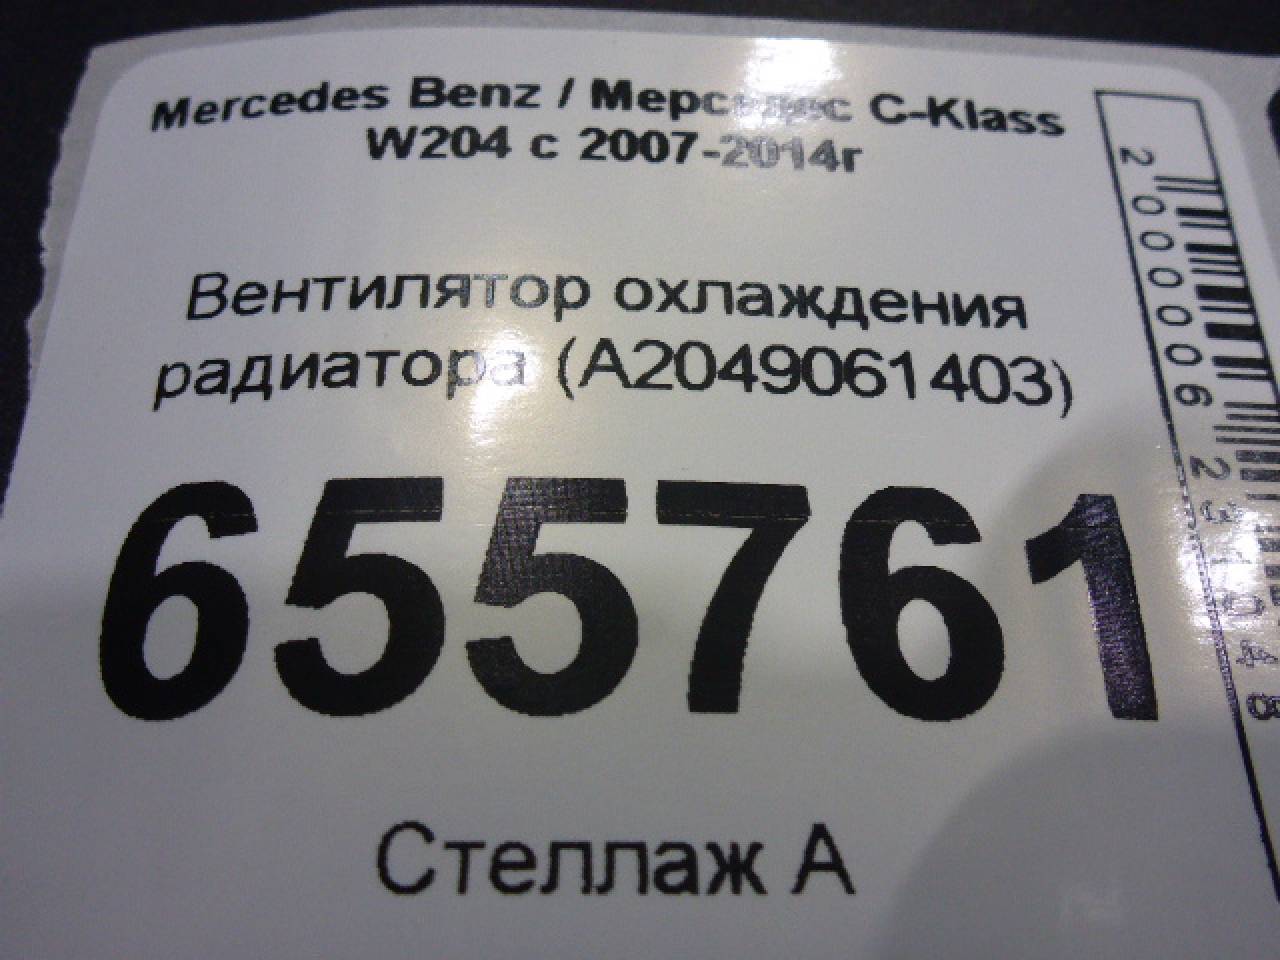 Mercedes Benz / Мерседес C-Klass
W204 с 2007-2014г
Вентилятор охлаждения
радиатора (A2049061403)
655761
Стеллаж А